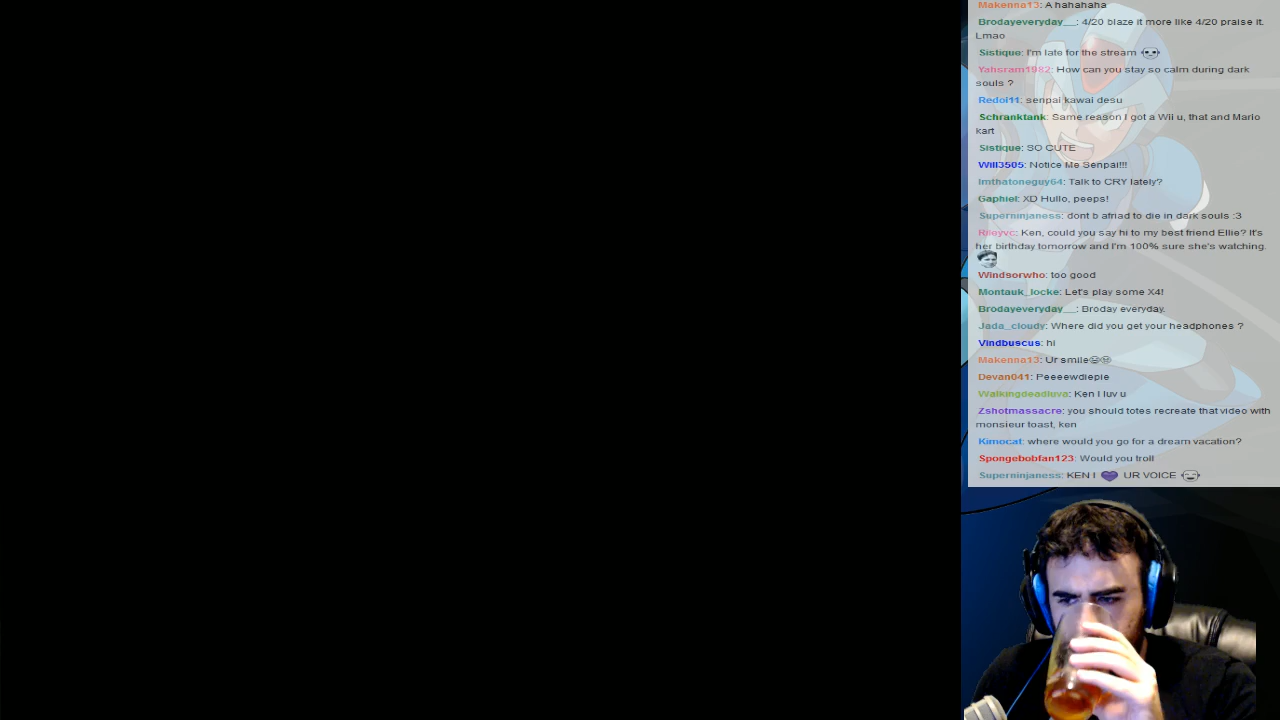 Makenna13: A hahahaha
Brodayeveryday__: 4/20 blaze it more like 4/20 praise it.
Lmao
Sistique: I'm late for the stream
Yahsram1982: How can you stay so calm during dark
souls ?
Redoi11: senpai kawai desu
Schranktank: Same reason I got a Wii u, that and Mario
kart
Sistique: SO CUTE
Will3505: Notice Me Senpai!!!
Imthatoneguy64: Talk to CRY lately?
Gaphiel: XD Hullo, peeps!
Superninjaness: dont b afriad to die in dark souls :3
Rileyvc: Ken, could you say hi to my best friend Ellie? It's
her birthday tomorrow and I'm 100% sure she's watching.
Windsorwho: too good
Montauk_locke: Let's play some X4!
Brodayeveryday__: Broday everyday.
Jada_cloudy: Where did you get your headphones ?
Vindbuscus: hi
Makenna13: Ur smile
Devan041: Peeeewdiepie
Walkingdeadluva: Ken I luv u
Zshotmassacre: you should totes recreate that video with
monsieur toast, ken
Kimocat: where would you go for a dream vacation?
Spongebobfan123: Would you troll
Superninjaness: KEN I UR VOICE